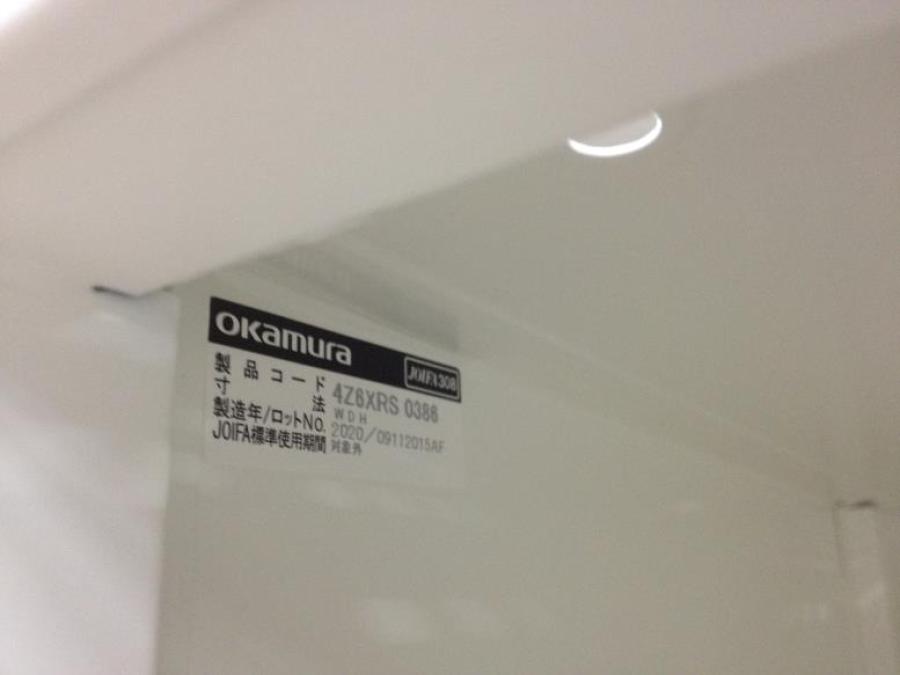 Okamura
JOIFA308
製品コード 4Z6XRS 0386
寸法 WDH
製造年/ロットNo. 2020/09112015AF
JOIFA標準使用期間 対象外